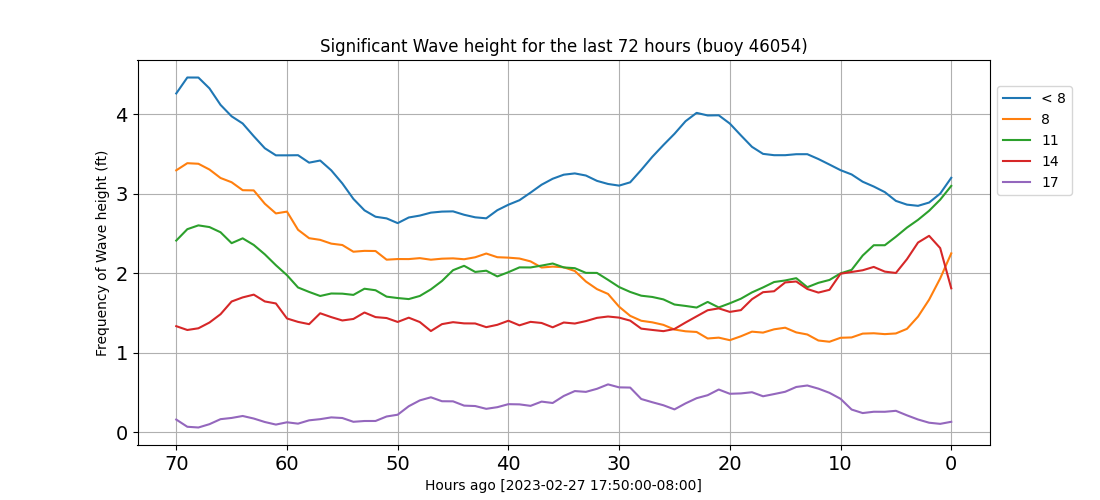 Significant Wave height for the last 72 hours (buoy 46054)
Frequency of Wave height (ft)
4
3
2
1
0
70 60 50 40 30 20 10 0
Hours ago [2023-02-27 17:50:00-08:00]
< 8
8
11
14
17